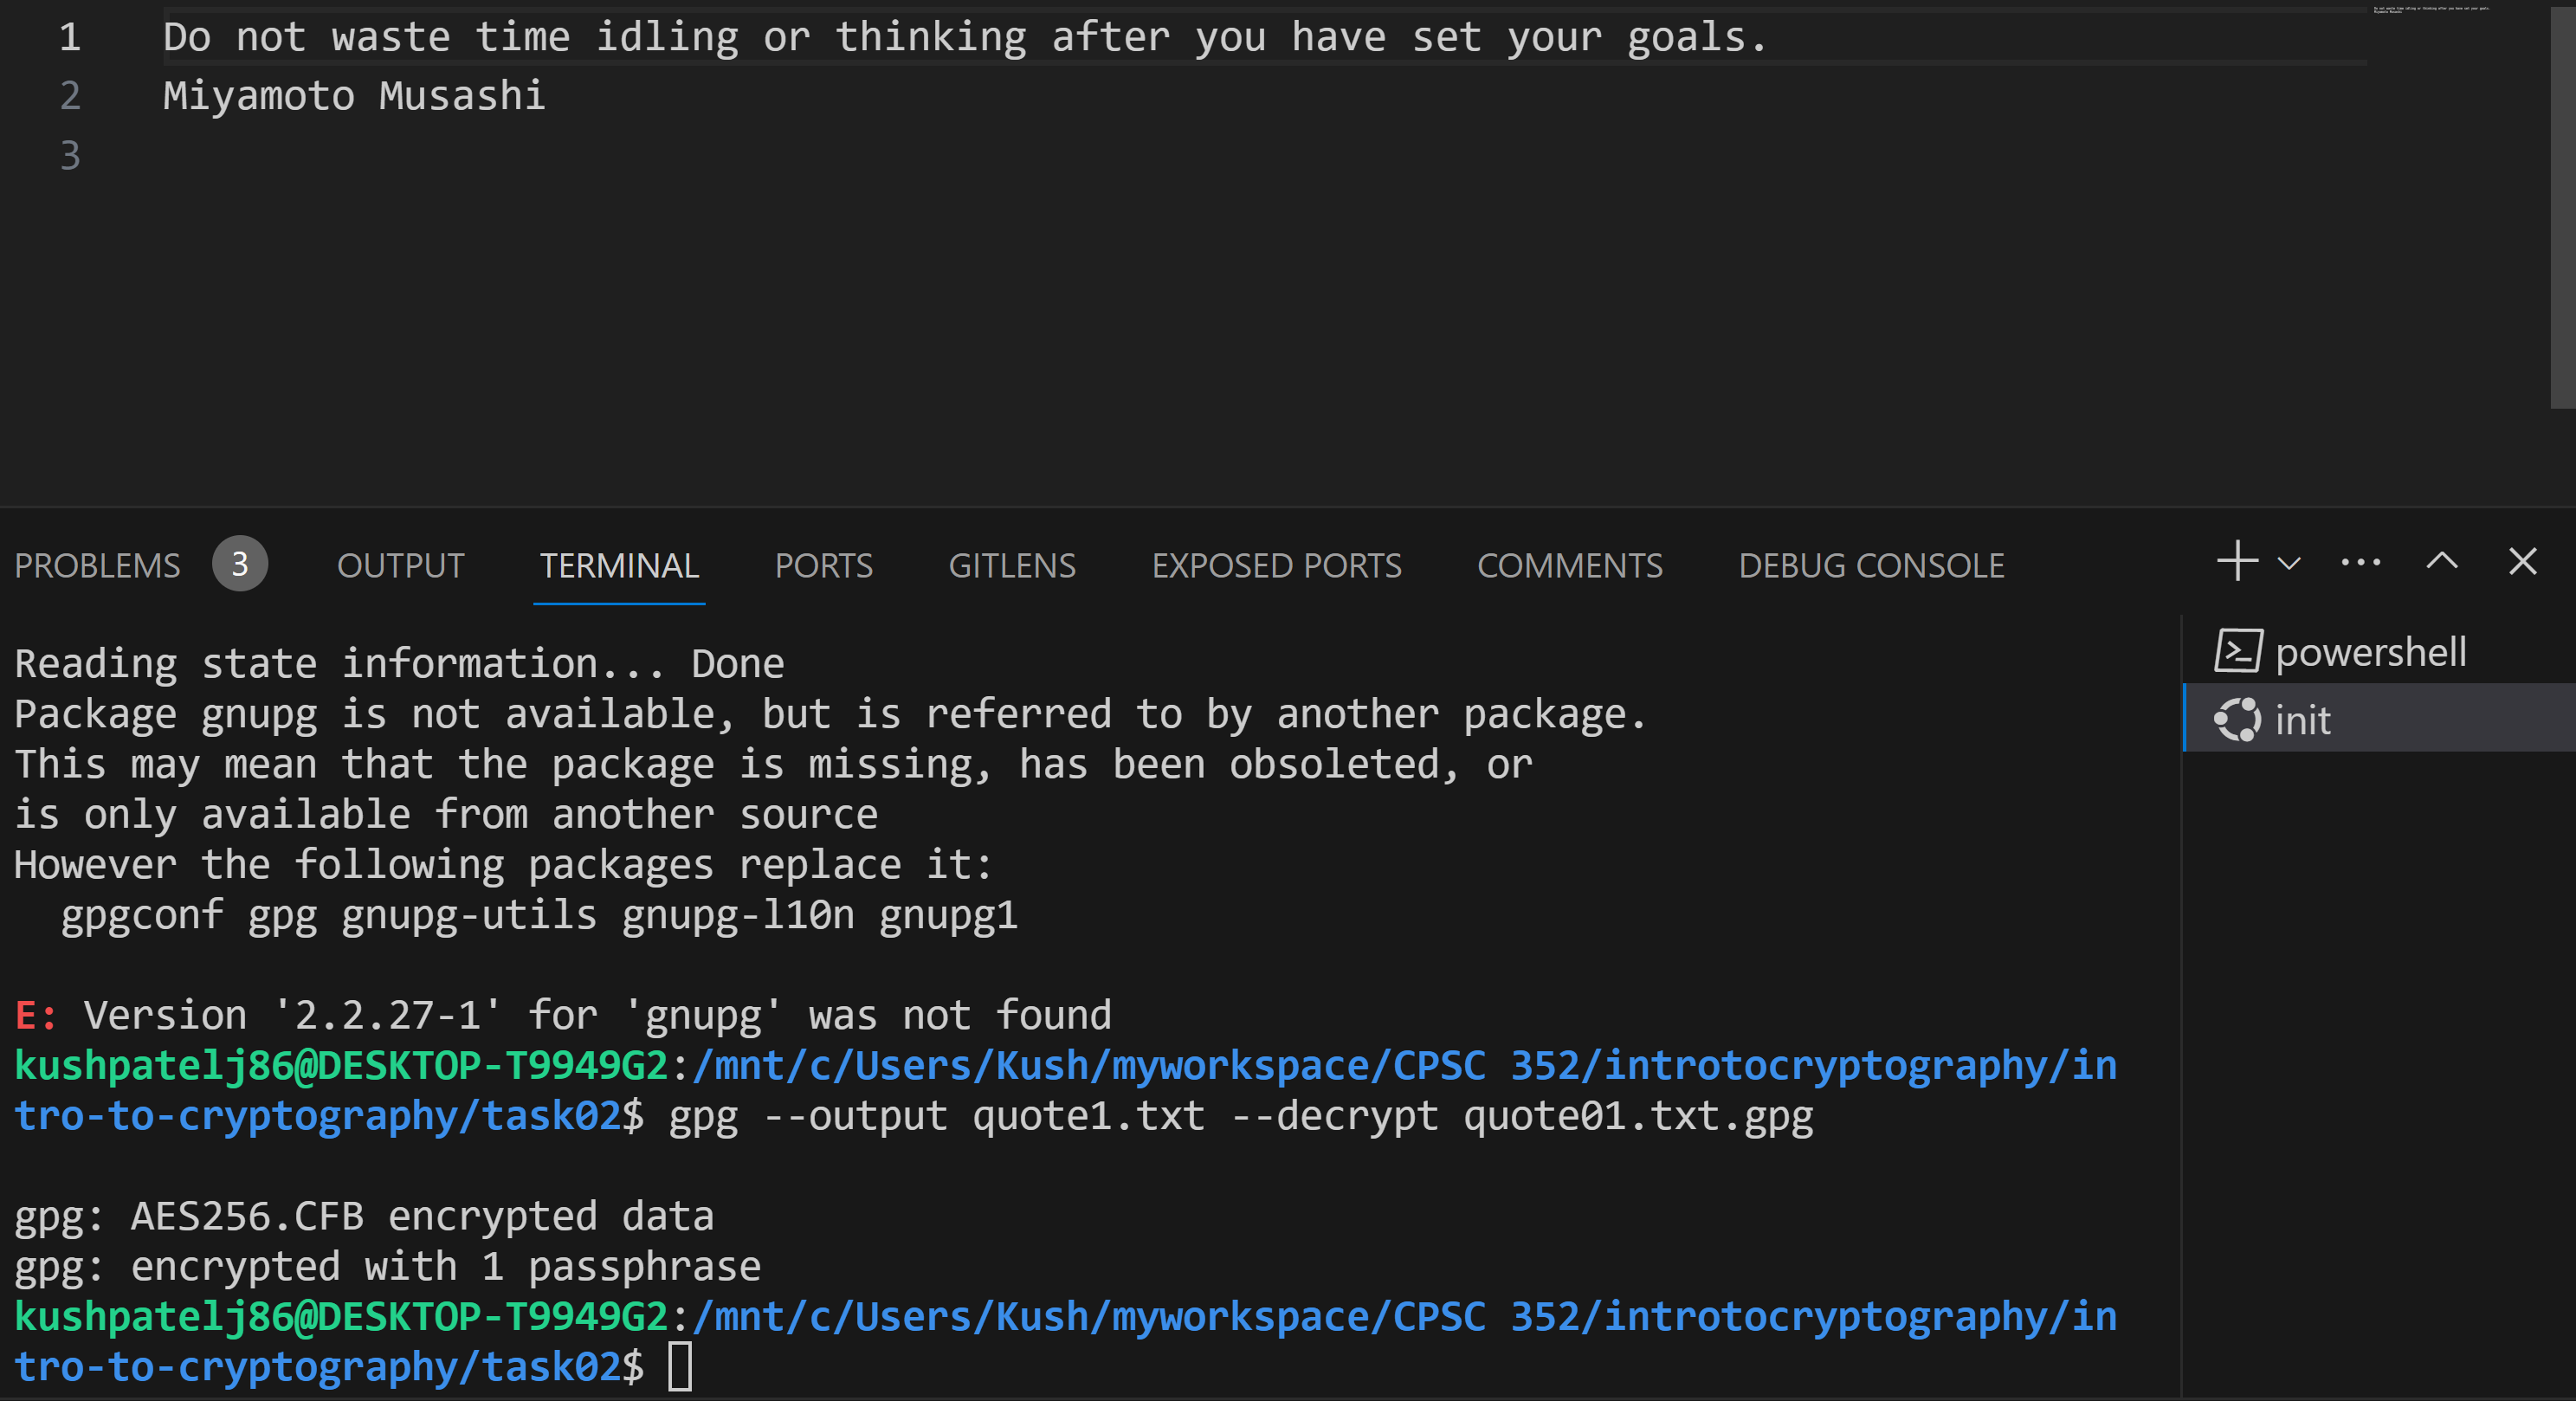 1 Do not waste time idling or thinking after you have set your goals.
2 Miyamoto Musashi
3
PROBLEMS 3 OUTPUT TERMINAL PORTS GITLENS EXPOSED PORTS COMMENTS DEBUG CONSOLE
powershell
init
Reading state information... Done
Package gnupg is not available, but is referred to by another package.
This may mean that the package is missing, has been obsoleted, or
is only available from another source
However the following packages replace it:
  gpgconf gpg gnupg-utils gnupg-l10n gnupg1
E: Version '2.2.27-1' for 'gnupg' was not found
kushpatelj86@DESKTOP-T9949G2:/mnt/c/Users/Kush/myworkspace/CPSC 352/introtocryptography/in
tro-to-cryptography/task02$ gpg --output quote1.txt --decrypt quote01.txt.gpg
gpg: AES256.CFB encrypted data
gpg: encrypted with 1 passphrase
kushpatelj86@DESKTOP-T9949G2:/mnt/c/Users/Kush/myworkspace/CPSC 352/introtocryptography/in
tro-to-cryptography/task02$